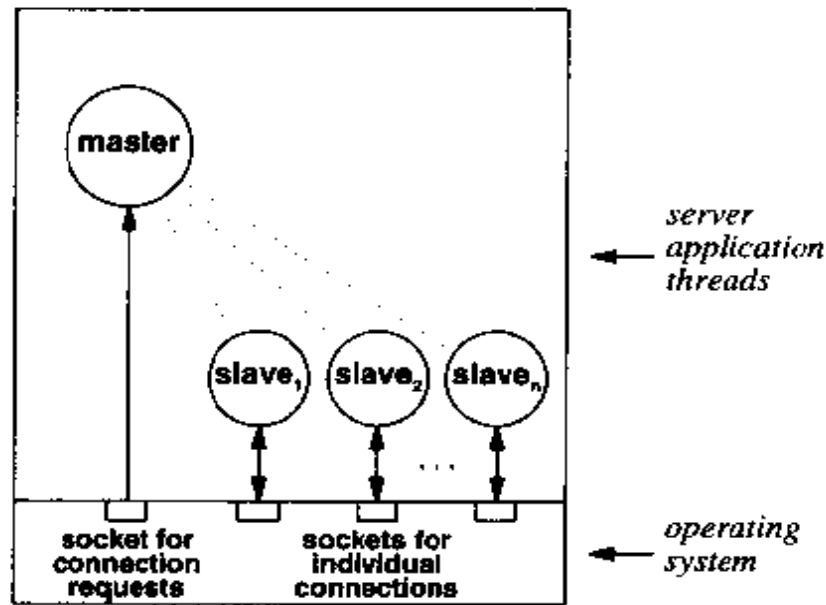 master
server
application
threads
slave₁ slave₂ slaveₙ
...
socket for
connection
requests
sockets for
individual
connections
operating
system